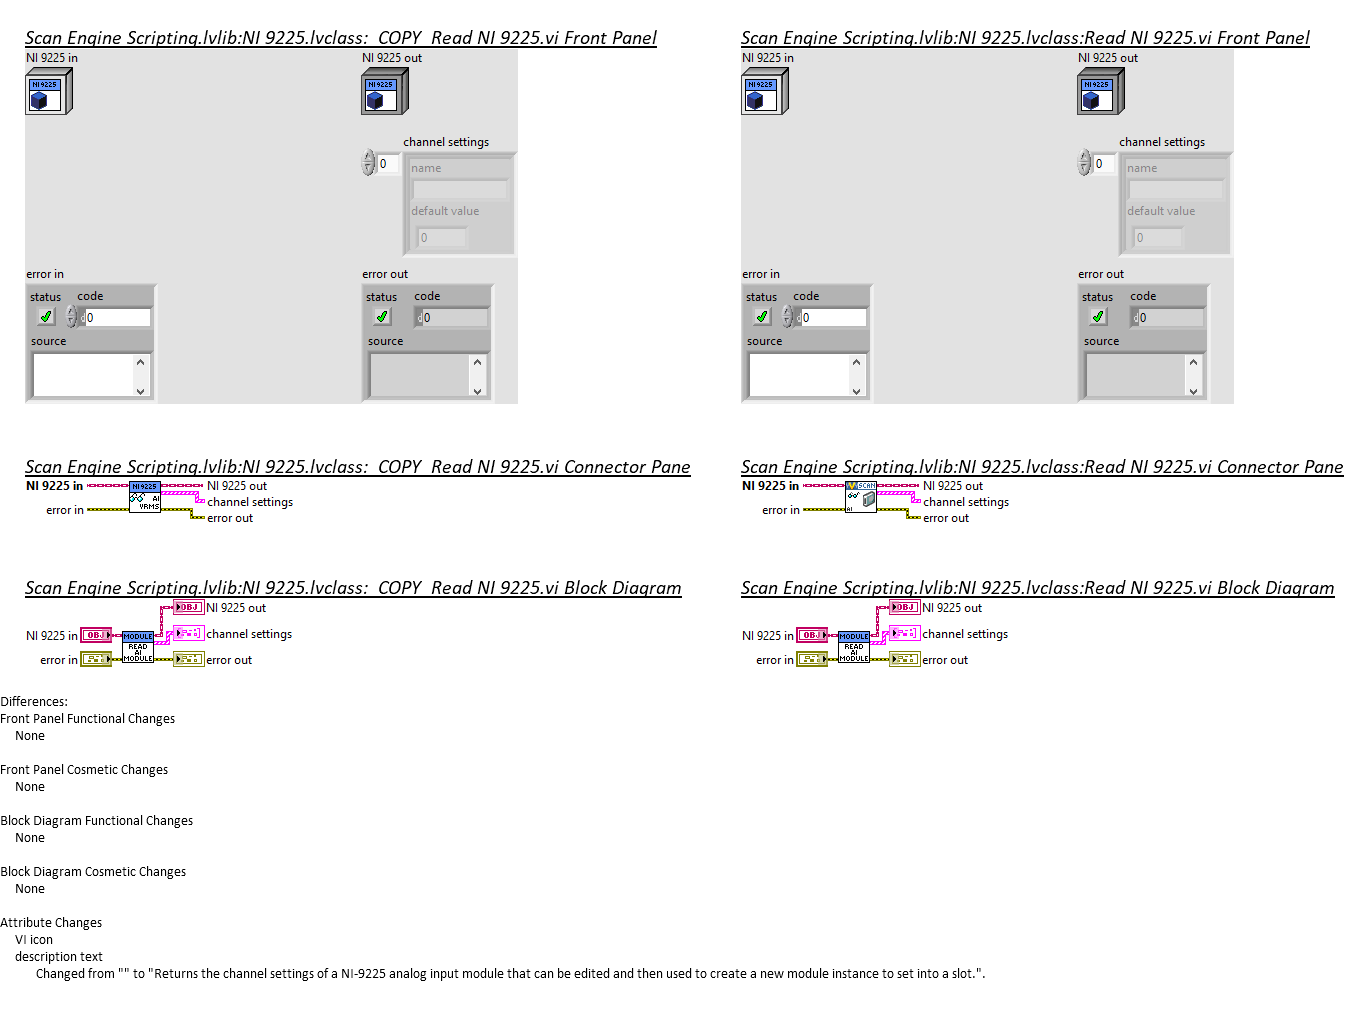 Scan Engine Scripting.lvlib:NI 9225.lvclass:_COPY_Read NI 9225.vi Front Panel
NI 9225 in
NI 9225 out
NI 9225
NI 9225
channel settings
0
name
default value
0
error in
error out
status code
0
source
status code
0
source
Scan Engine Scripting.lvlib:NI 9225.lvclass:Read NI 9225.vi Front Panel
NI 9225 in
NI 9225 out
NI 9225
NI 9225
channel settings
0
name
default value
0
error in
error out
status code
0
source
status code
0
source
Scan Engine Scripting.lvlib:NI 9225.lvclass:_COPY_Read NI 9225.vi Connector Pane
NI 9225 in
NI 9225
NI 9225 out
AI
channel settings
VRMS
error in
error out
Scan Engine Scripting.lvlib:NI 9225.lvclass:Read NI 9225.vi Connector Pane
NI 9225 in
SCAN
NI 9225 out
channel settings
AI
error in
error out
Scan Engine Scripting.lvlib:NI 9225.lvclass:_COPY_Read NI 9225.vi Block Diagram
OBJ NI 9225 out
NI 9225 in OBJ
MODULE
READ
AI
MODULE
channel settings
error in
error out
Scan Engine Scripting.lvlib:NI 9225.lvclass:Read NI 9225.vi Block Diagram
OBJ NI 9225 out
NI 9225 in OBJ
MODULE
READ
AI
MODULE
channel settings
error in
error out
Differences:
Front Panel Functional Changes
None
Front Panel Cosmetic Changes
None
Block Diagram Functional Changes
None
Block Diagram Cosmetic Changes
None
Attribute Changes
VI icon
description text
Changed from "" to "Returns the channel settings of a NI-9225 analog input module that can be edited and then used to create a new module instance to set into a slot.".